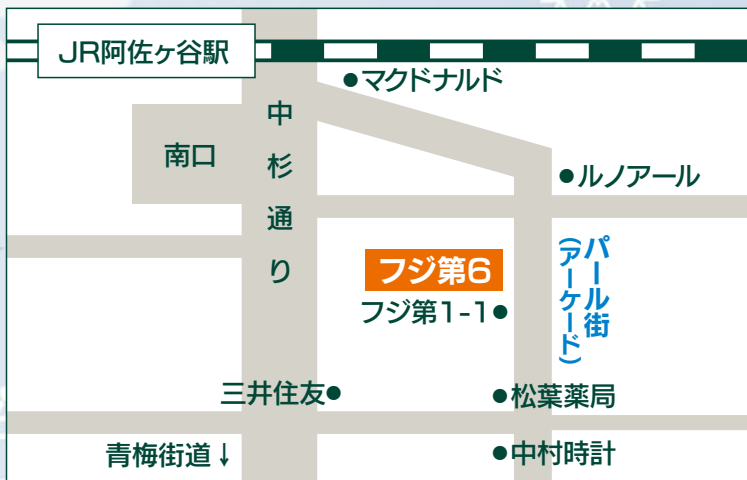 JR阿佐ヶ谷駅
●マクドナルド
中杉通り
南口
●ルノアール
パール街
(アーケード)
フジ第6
フジ第1-1●
三井住友●
●松葉薬局
青梅街道↓
●中村時計